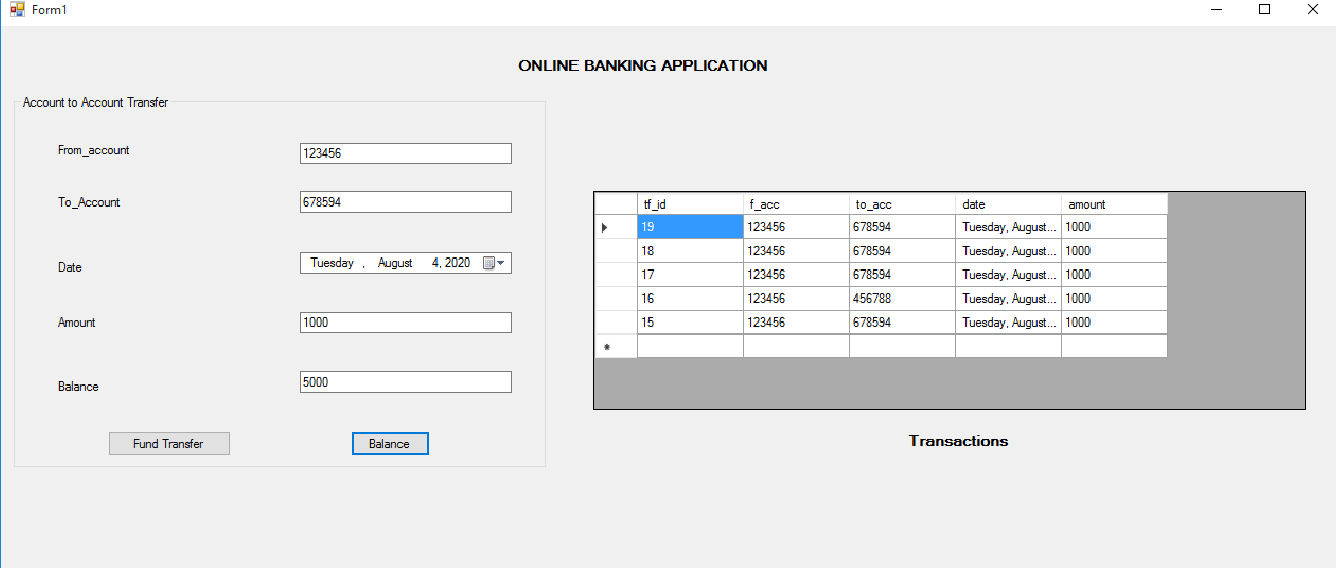 Form1
ONLINE BANKING APPLICATION
Account to Account Transfer
From_account 123456
To_Account 678594
Date Tuesday , August 4, 2020
Amount 1000
Balance 5000
Fund Transfer Balance
tf_id f_acc to_acc date amount
19 123456 678594 Tuesday, August... 1000
18 123456 678594 Tuesday, August... 1000
17 123456 678594 Tuesday, August... 1000
16 123456 456788 Tuesday, August... 1000
15 123456 678594 Tuesday, August... 1000
*
Transactions